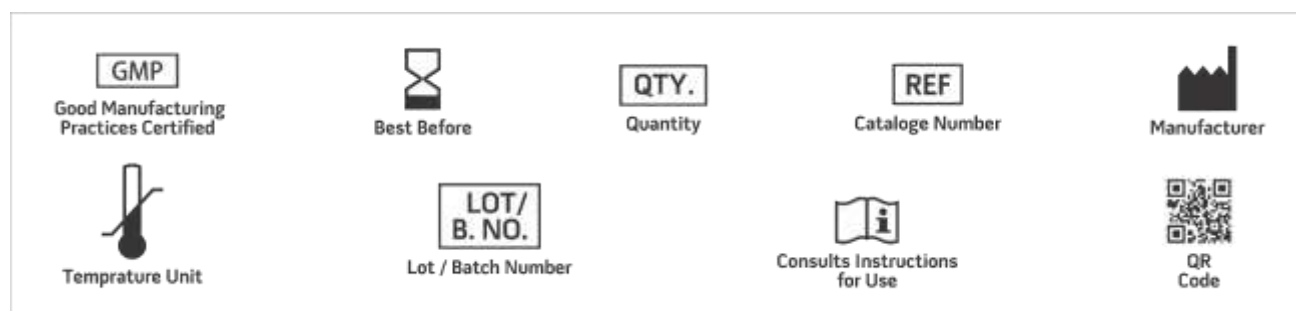 GMP
Good Manufacturing
Practices Certified
Best Before
QTY.
Quantity
REF
Cataloge Number
Manufacturer
Temprature Unit
LOT/
B. NO.
Lot / Batch Number
i
Consults Instructions
for Use
QR
Code